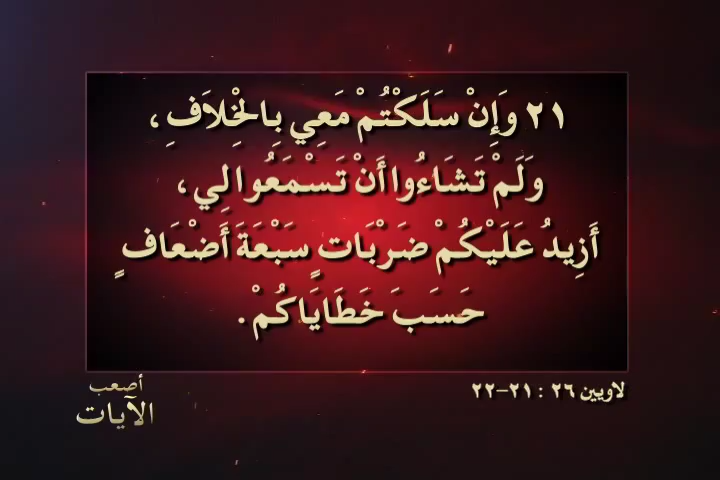 ٢١ وَإِنْ سَلَكْتُمْ مَعِي بِالْخِلاَفِ،
وَلَمْ تَشَاءُوا أَنْ تَسْمَعُوا لِي،
أَزِيدُ عَلَيْكُمْ ضَرْبَاتٍ سَبْعَةَ أَضْعَافٍ
حَسَبَ خَطَايَاكُمْ.
لاويين ٢٦ : ٢١-٢٢
أصعب
الآيات